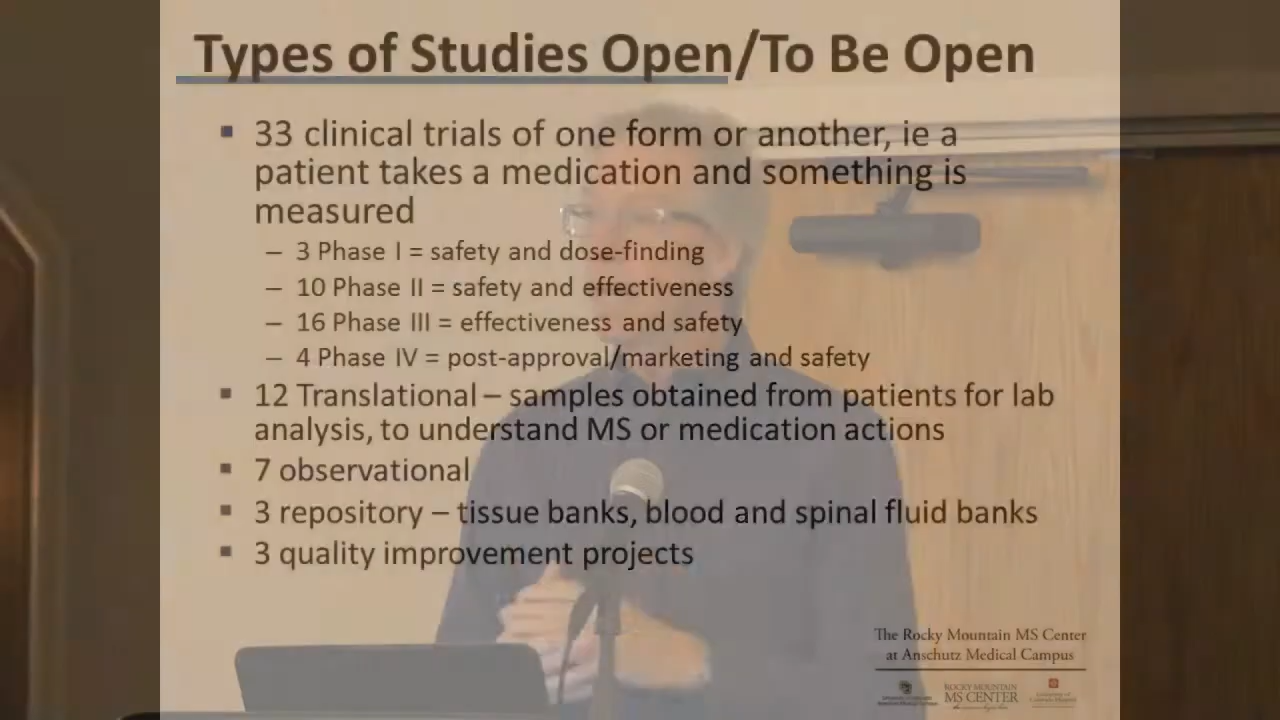 Types of Studies Open/To Be Open
▪ 33 clinical trials of one form or another, ie a
patient takes a medication and something is
measured
– 3 Phase I = safety and dose-finding
– 10 Phase II = safety and effectiveness
– 16 Phase III = effectiveness and safety
– 4 Phase IV = post-approval/marketing and safety
▪ 12 Translational – samples obtained from patients for lab
analysis, to understand MS or medication actions
▪ 7 observational
▪ 3 repository – tissue banks, blood and spinal fluid banks
▪ 3 quality improvement projects
The Rocky Mountain MS Center
at Anschutz Medical Campus
ROCKY MOUNTAIN
MS CENTER